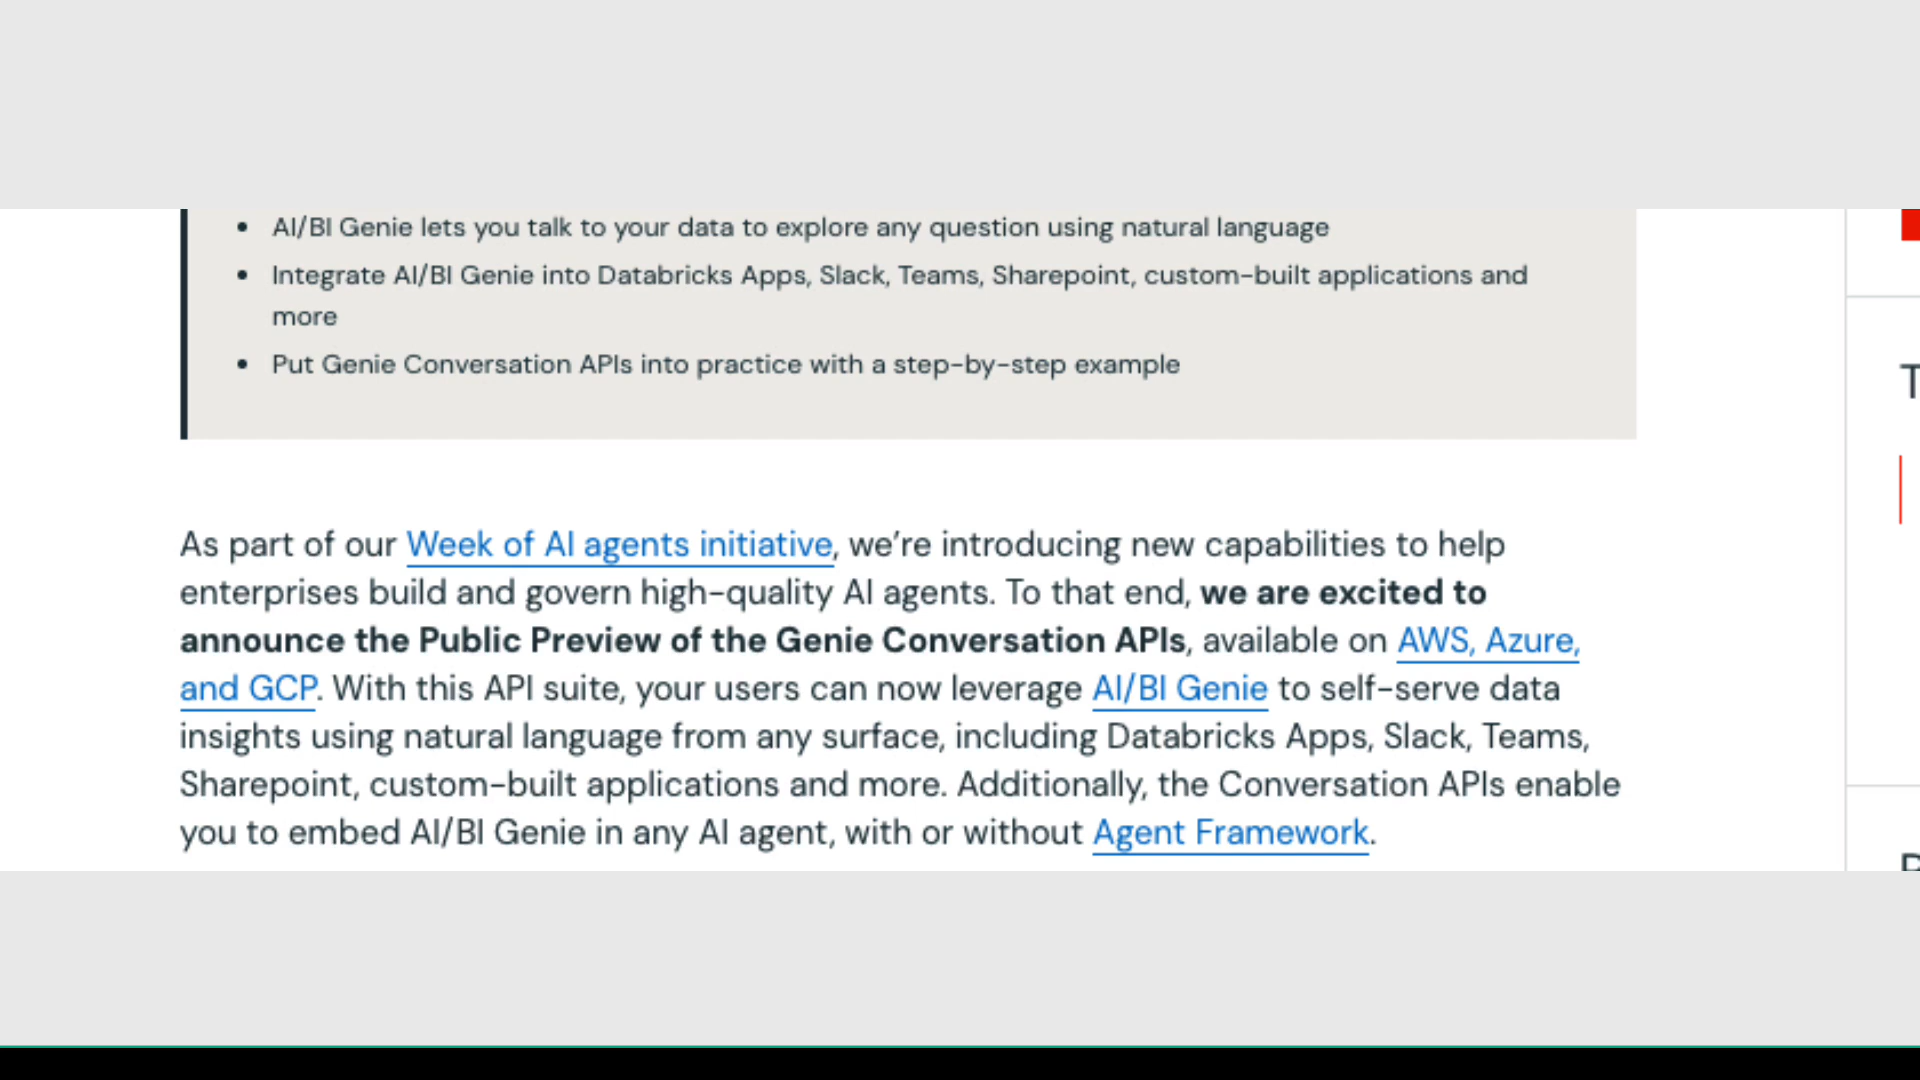 • AI/BI Genie lets you talk to your data to explore any question using natural language
• Integrate AI/BI Genie into Databricks Apps, Slack, Teams, Sharepoint, custom-built applications and
more
• Put Genie Conversation APIs into practice with a step-by-step example
As part of our Week of AI agents initiative, we’re introducing new capabilities to help
enterprises build and govern high-quality AI agents. To that end, we are excited to
announce the Public Preview of the Genie Conversation APIs, available on AWS, Azure,
and GCP. With this API suite, your users can now leverage AI/BI Genie to self-serve data
insights using natural language from any surface, including Databricks Apps, Slack, Teams,
Sharepoint, custom-built applications and more. Additionally, the Conversation APIs enable
you to embed AI/BI Genie in any AI agent, with or without Agent Framework.